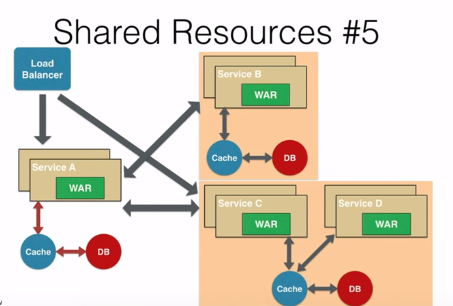 Shared Resources #5
Load
Balancer
Service B
WAR
Cache
DB
Service A
WAR
Cache
DB
Service C
WAR
Service D
WAR
Cache
DB